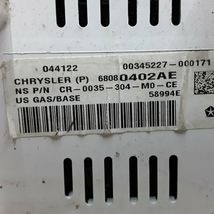 044122 00345227-000171
CHRYSLER (P) 68080402AE
NS P/N CR-0035-304-M0-CE
US GAS/BASE 58994E